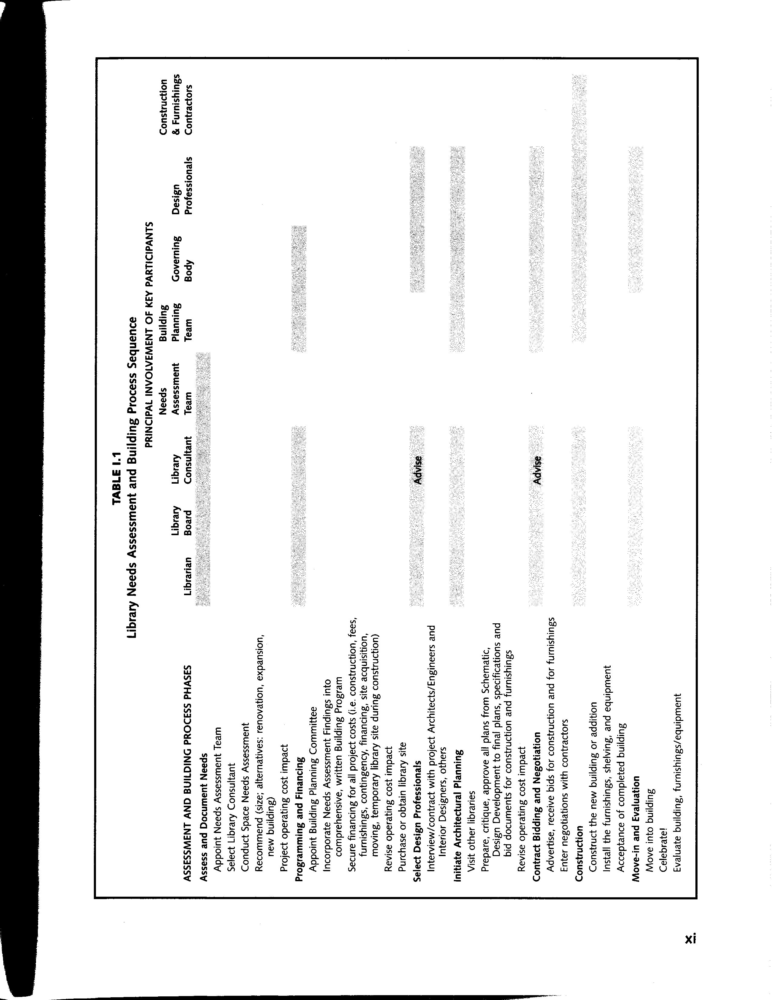 TABLE I.1
Library Needs Assessment and Building Process Sequence
PRINCIPAL INVOLVEMENT OF KEY PARTICIPANTS
ASSESSMENT AND BUILDING PROCESS PHASES
Librarian
Library
Board
Library
Consultant
Needs
Assessment
Team
Building
Planning
Team
Governing
Body
Design
Professionals
Construction
& Furnishings
Contractors
Assess and Document Needs
Appoint Needs Assessment Team
Select Library Consultant
Conduct Space Needs Assessment
Recommend (size; alternatives: renovation, expansion,
new building)
Project operating cost impact
Programming and Financing
Appoint Building Planning Committee
Incorporate Needs Assessment Findings into
comprehensive, written Building Program
Secure financing for all project costs (i.e. construction, fees,
furnishings, contingency, financing, site acquisition,
moving, temporary library site during construction)
Revise operating cost impact
Purchase or obtain library site
Select Design Professionals
Advise
Interview/contract with project Architects/Engineers and
Interior Designers, others
Initiate Architectural Planning
Visit other libraries
Prepare, critique, approve all plans from Schematic,
Design Development to final plans, specifications and
bid documents for construction and furnishings
Revise operating cost impact
Contract Bidding and Negotiation
Advise
Advertise, receive bids for construction and for furnishings
Enter negotiations with contractors
Construction
Construct the new building or addition
Install the furnishings, shelving, and equipment
Acceptance of completed building
Move-in and Evaluation
Move into building
Celebrate!
Evaluate building, furnishings/equipment
xi